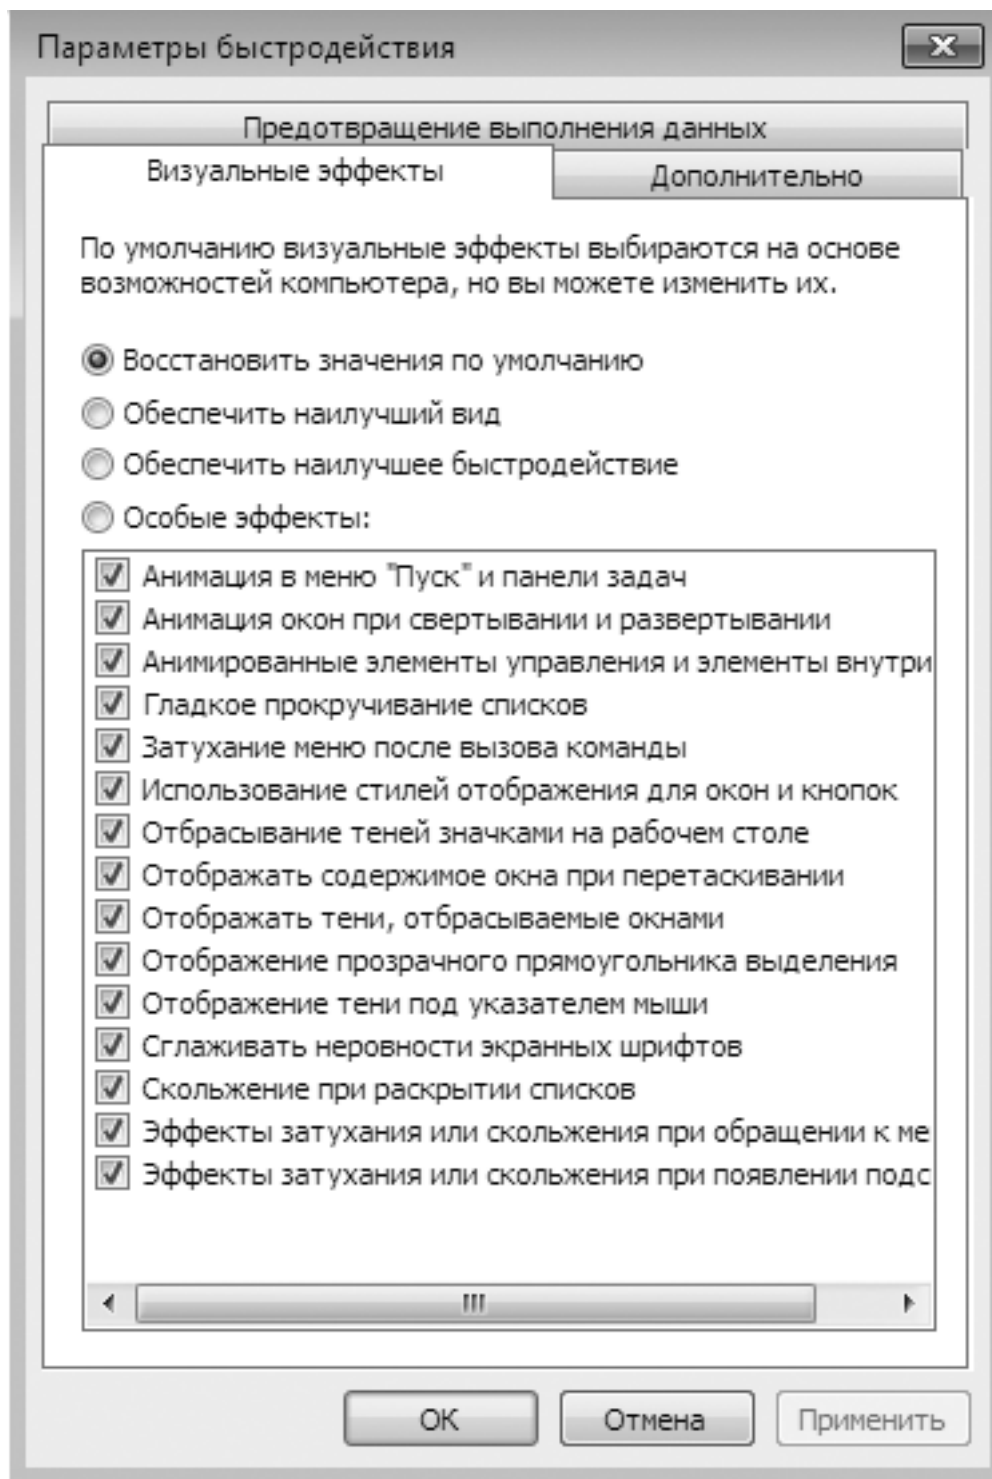 Параметры быстродействия
Предотвращение выполнения данных
Визуальные эффекты
Дополнительно
По умолчанию визуальные эффекты выбираются на основе
возможностей компьютера, но вы можете изменить их.
Восстановить значения по умолчанию
Обеспечить наилучший вид
Обеспечить наилучшее быстродействие
Особые эффекты:
Анимация в меню "Пуск" и панели задач
Анимация окон при свертывании и развертывании
Анимированные элементы управления и элементы внутри
Гладкое прокручивание списков
Затухание меню после вызова команды
Использование стилей отображения для окон и кнопок
Отбрасывание теней значками на рабочем столе
Отображать содержимое окна при перетаскивании
Отображать тени, отбрасываемые окнами
Отображение прозрачного прямоугольника выделения
Отображение тени под указателем мыши
Сглаживать неровности экранных шрифтов
Скольжение при раскрытии списков
Эффекты затухания или скольжения при обращении к ме
Эффекты затухания или скольжения при появлении подс
ОК
Отмена
Применить